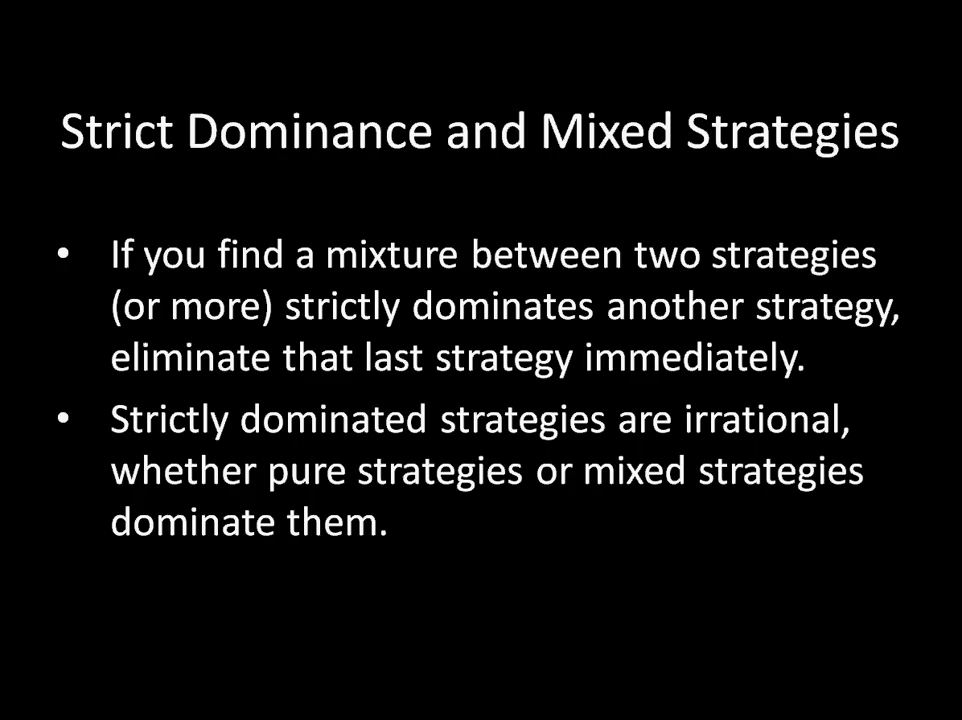 Strict Dominance and Mixed Strategies
• If you find a mixture between two strategies
(or more) strictly dominates another strategy,
eliminate that last strategy immediately.
• Strictly dominated strategies are irrational,
whether pure strategies or mixed strategies
dominate them.